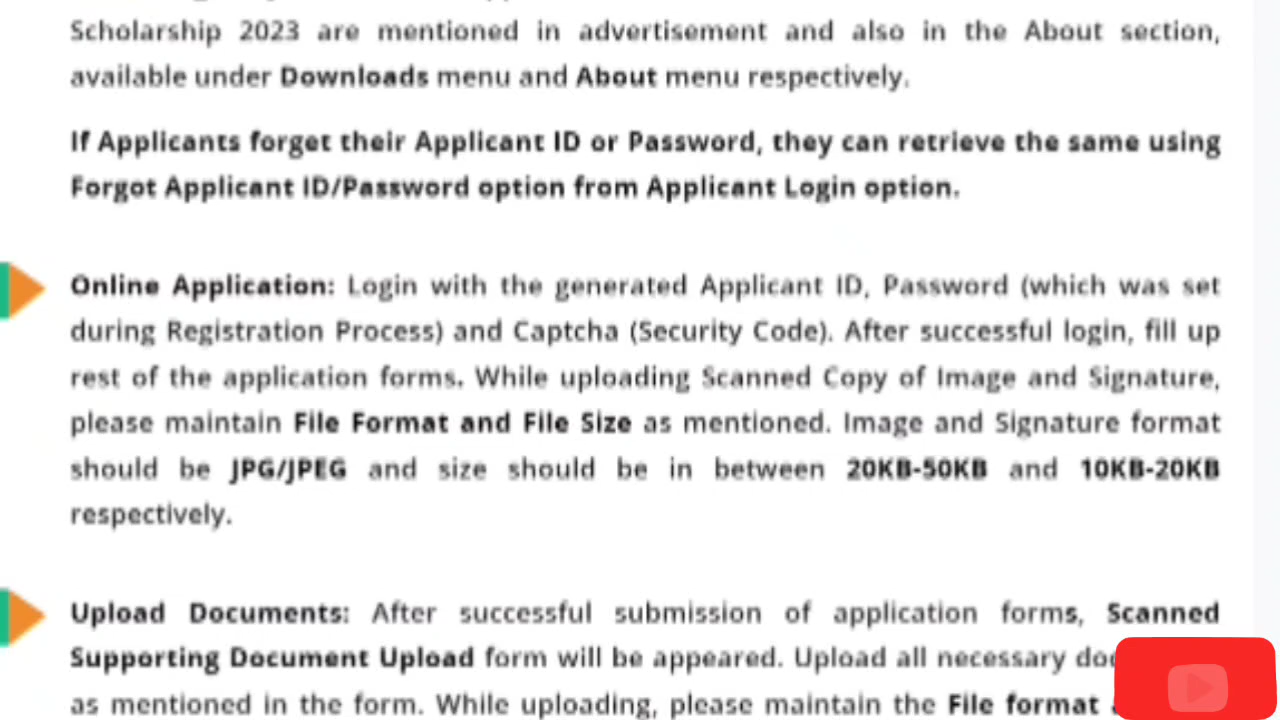 Scholarship 2023 are mentioned in advertisement and also in the About section,
available under Downloads menu and About menu respectively.
If Applicants forget their Applicant ID or Password, they can retrieve the same using
Forgot Applicant ID/Password option from Applicant Login option.
Online Application: Login with the generated Applicant ID, Password (which was set
during Registration Process) and Captcha (Security Code). After successful login, fill up
rest of the application forms. While uploading Scanned Copy of Image and Signature,
please maintain File Format and File Size as mentioned. Image and Signature format
should be JPG/JPEG and size should be in between 20KB-50KB and 10KB-20KB
respectively.
Upload Documents: After successful submission of application forms, Scanned
Supporting Document Upload form will be appeared. Upload all necessary
as mentioned in the form. While uploading, please maintain the File format